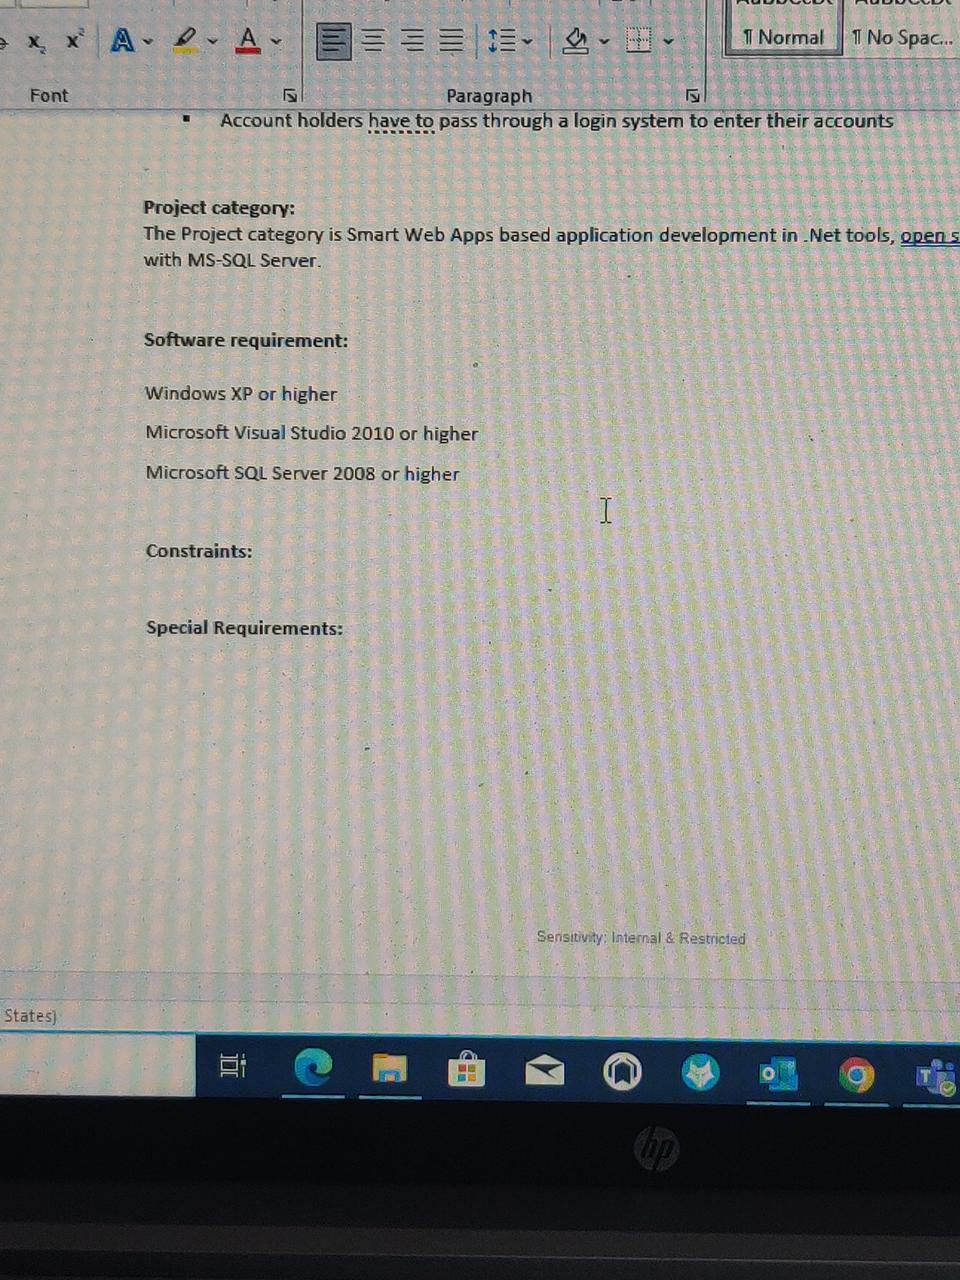 Font
Paragraph
¶ Normal
¶ No Spac...
▪ Account holders have to pass through a login system to enter their accounts
Project category:
The Project category is Smart Web Apps based application development in .Net tools, open s
with MS-SQL Server.
Software requirement:
Windows XP or higher
Microsoft Visual Studio 2010 or higher
Microsoft SQL Server 2008 or higher
Constraints:
Special Requirements:
Sensitivity: Internal & Restricted
States)
hp